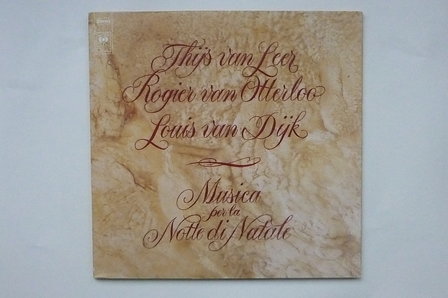 Thijs van Leer
Rogier van Otterloo
Louis van Dijk
Musica
per la
Notte di Natale